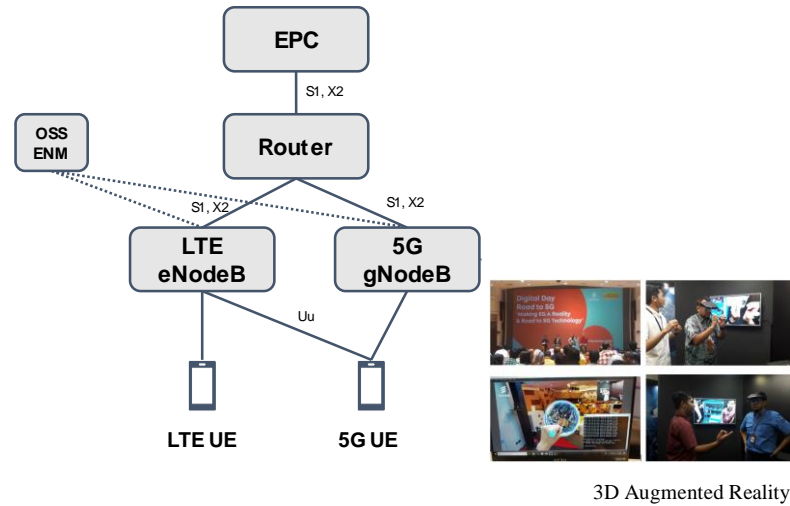 EPC
S1, X2
OSS
ENM
Router
S1, X2
S1, X2
LTE
eNodeB
5G
gNodeB
Uu
LTE UE
5G UE
Digital Day
Road to 5G
3D Augmented Reality